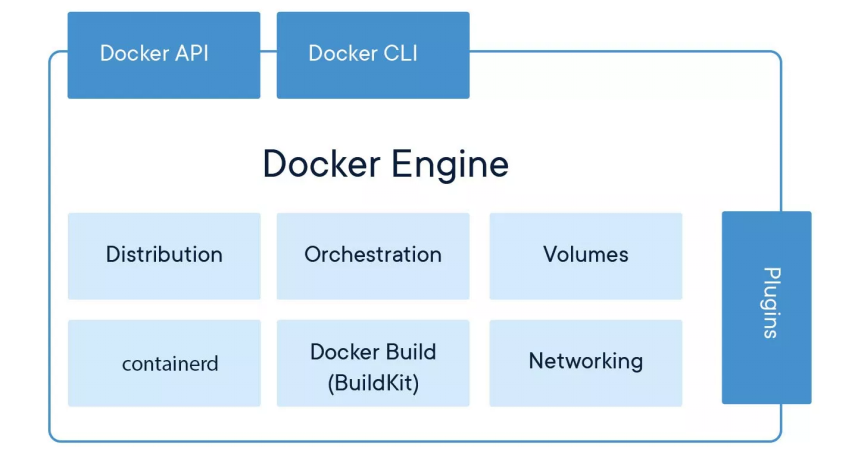 Docker API
Docker CLI
Docker Engine
Distribution
Orchestration
Volumes
containerd
Docker Build
(BuildKit)
Networking
Plugins